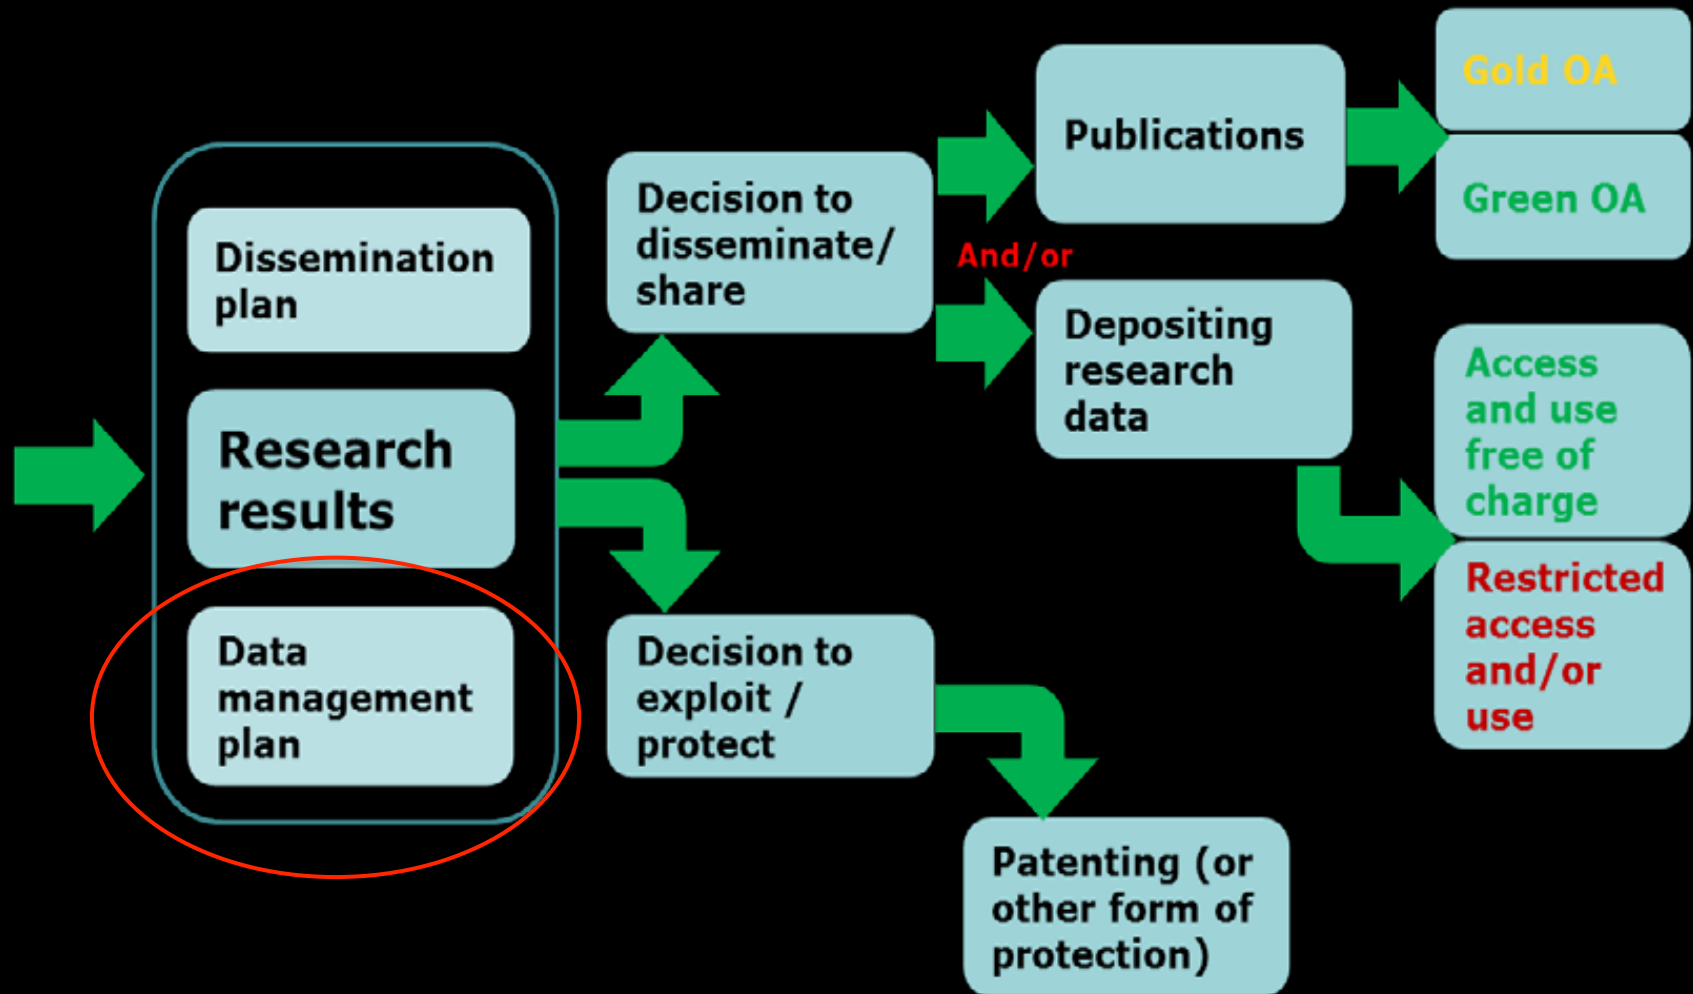 Dissemination
plan
Research
results
Data
management
plan
Decision to
disseminate/
share
Decision to
exploit /
protect
And/or
Publications
Depositing
research
data
Patenting (or
other form of
protection)
Gold OA
Green OA
Access
and use
free of
charge
Restricted
access
and/or
use